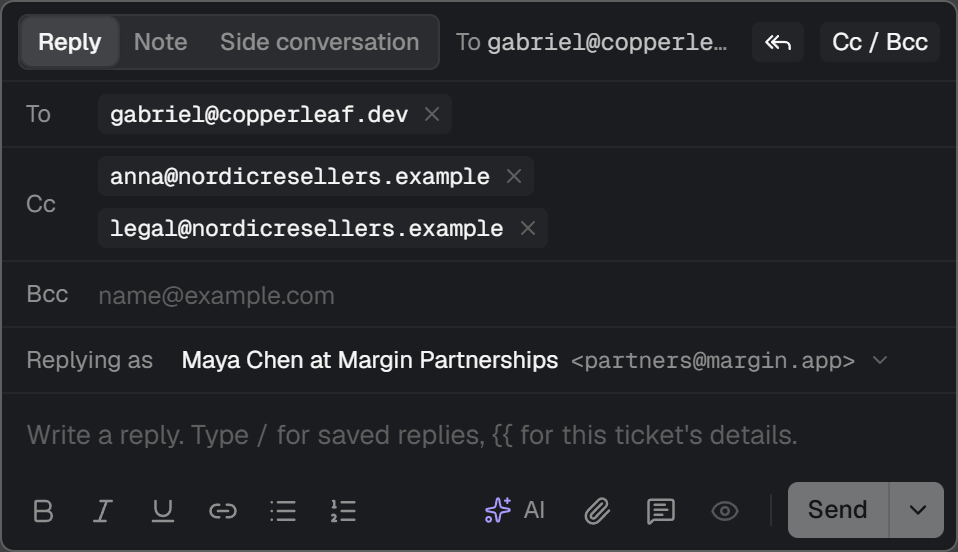 Reply Note Side conversation To gabriel@copperle… Cc / Bcc
To gabriel@copperleaf.dev
Cc anna@nordicresellers.example
legal@nordicresellers.example
Bcc name@example.com
Replying as Maya Chen at Margin Partnerships <partners@margin.app>
Write a reply. Type / for saved replies, {{ for this ticket's details.
B I U AI Send